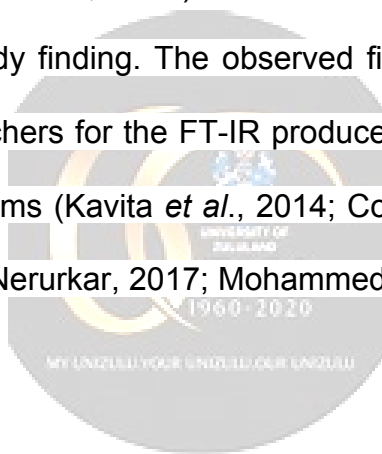 dy finding. The observed fi
chers for the FT-IR produce
ms (Kavita et al., 2014; Co
UNIVERSITY OF
ZULULAND
Nerurkar, 2017; Mohammed
1960-2020
MY UNIZULU.YOUR UNIZULU.OUR UNIZULU